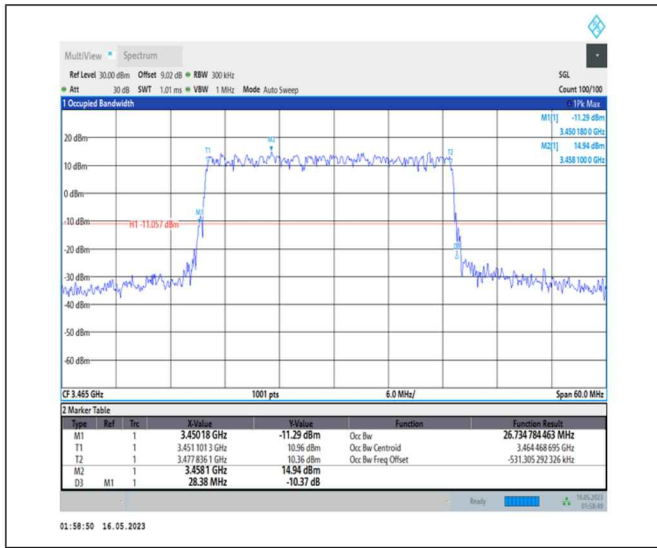 MultiView Spectrum
Ref Level 30.00 dBm Offset 9.02 dB RBW 300 kHz SGL
Att 30 dB SWT 1.01 ms VBW 1 MHz Mode Auto Sweep Count 100/100
1 Occupied Bandwidth 1Pk Max
M1[1] -11.29 dBm
3.450 180 0 GHz
M2[1] 14.94 dBm
3.458 100 0 GHz
20 dBm
M2
T1 T2
10 dBm
0 dBm
M1
-10 dBm
H1 -11.057 dBm
-20 dBm
-30 dBm
-40 dBm
-50 dBm
-60 dBm
CF 3.465 GHz 1001 pts 6.0 MHz/ Span 60.0 MHz
2 Marker Table
Type Ref Trc X-Value Y-Value Function Function Result
M1 1 3.45018 GHz -11.29 dBm Occ Bw 26.734 784 463 MHz
T1 1 3.451 101 3 GHz 10.96 dBm Occ Bw Centroid 3.464 468 695 GHz
T2 1 3.477 836 1 GHz 10.36 dBm Occ Bw Freq Offset -531.305 292 326 kHz
M2 1 3.4581 GHz 14.94 dBm
D3 M1 1 28.38 MHz -10.37 dB
Ready 16.05.2023
01:58:49
01:58:50 16.05.2023